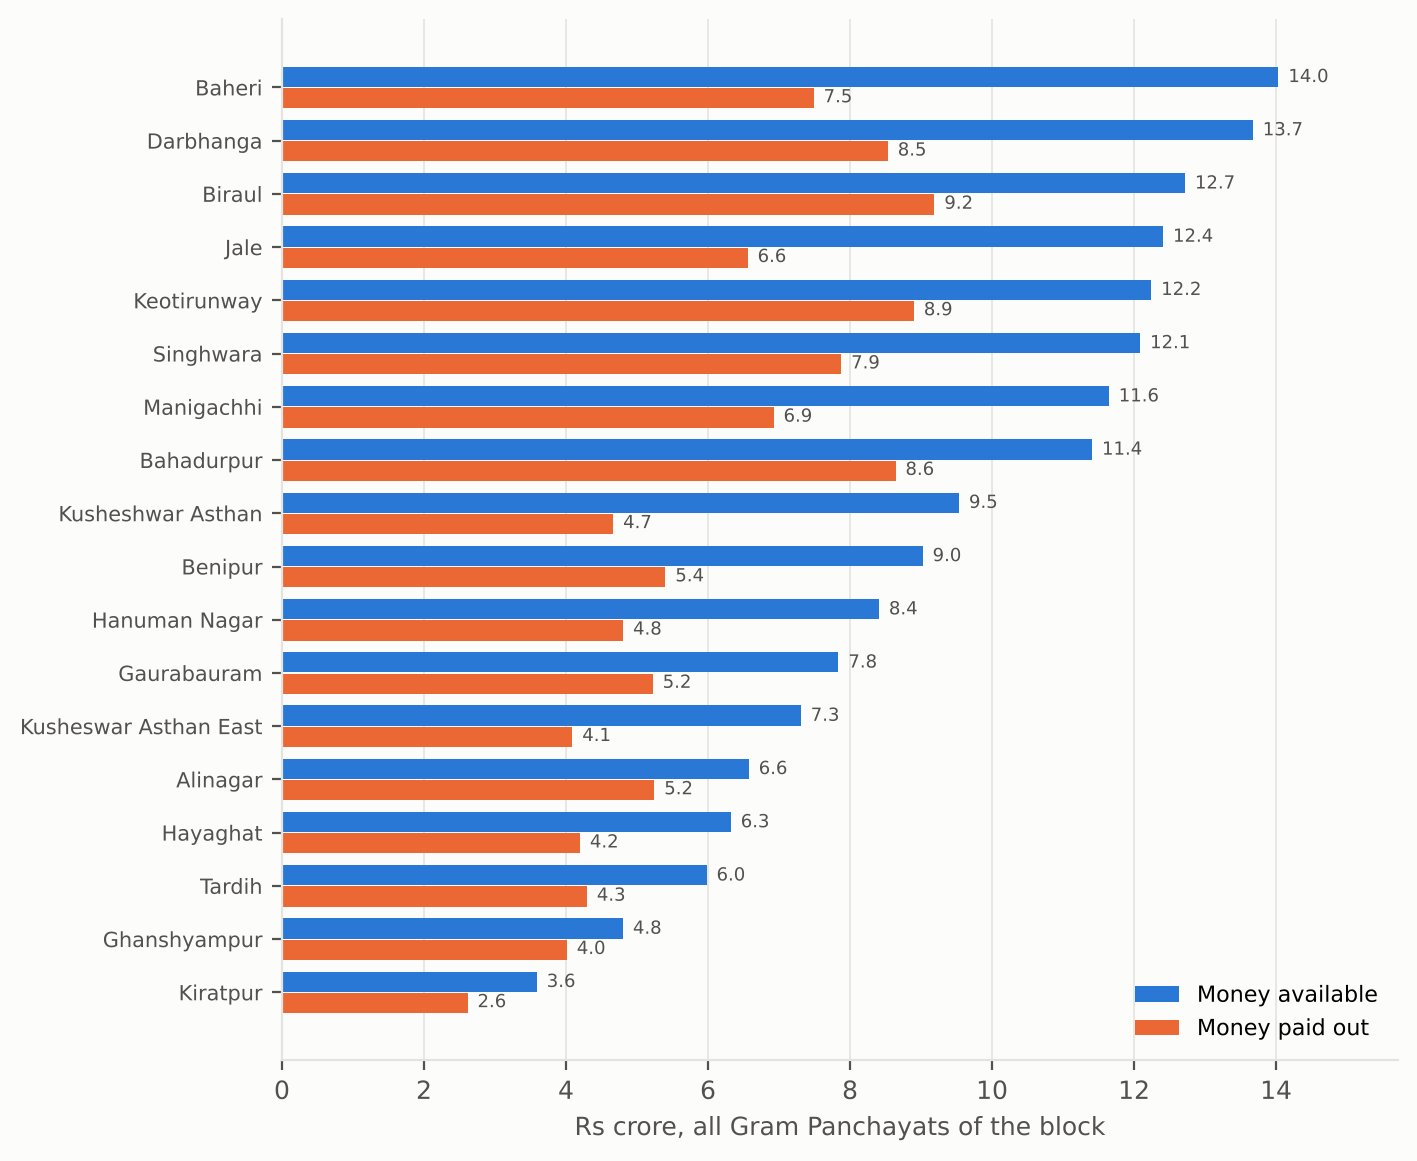 Baheri 14.0
7.5
Darbhanga 13.7
8.5
Biraul 12.7
9.2
Jale 12.4
6.6
Keotirunway 12.2
8.9
Singhwara 12.1
7.9
Manigachhi 11.6
6.9
Bahadurpur 11.4
8.6
Kusheshwar Asthan 9.5
4.7
Benipur 9.0
5.4
Hanuman Nagar 8.4
4.8
Gaurabauram 7.8
5.2
Kusheswar Asthan East 7.3
4.1
Alinagar 6.6
5.2
Hayaghat 6.3
4.2
Tardih 6.0
4.3
Ghanshyampur 4.8
4.0
Kiratpur 3.6
2.6
Money available
Money paid out
0 2 4 6 8 10 12 14
Rs crore, all Gram Panchayats of the block